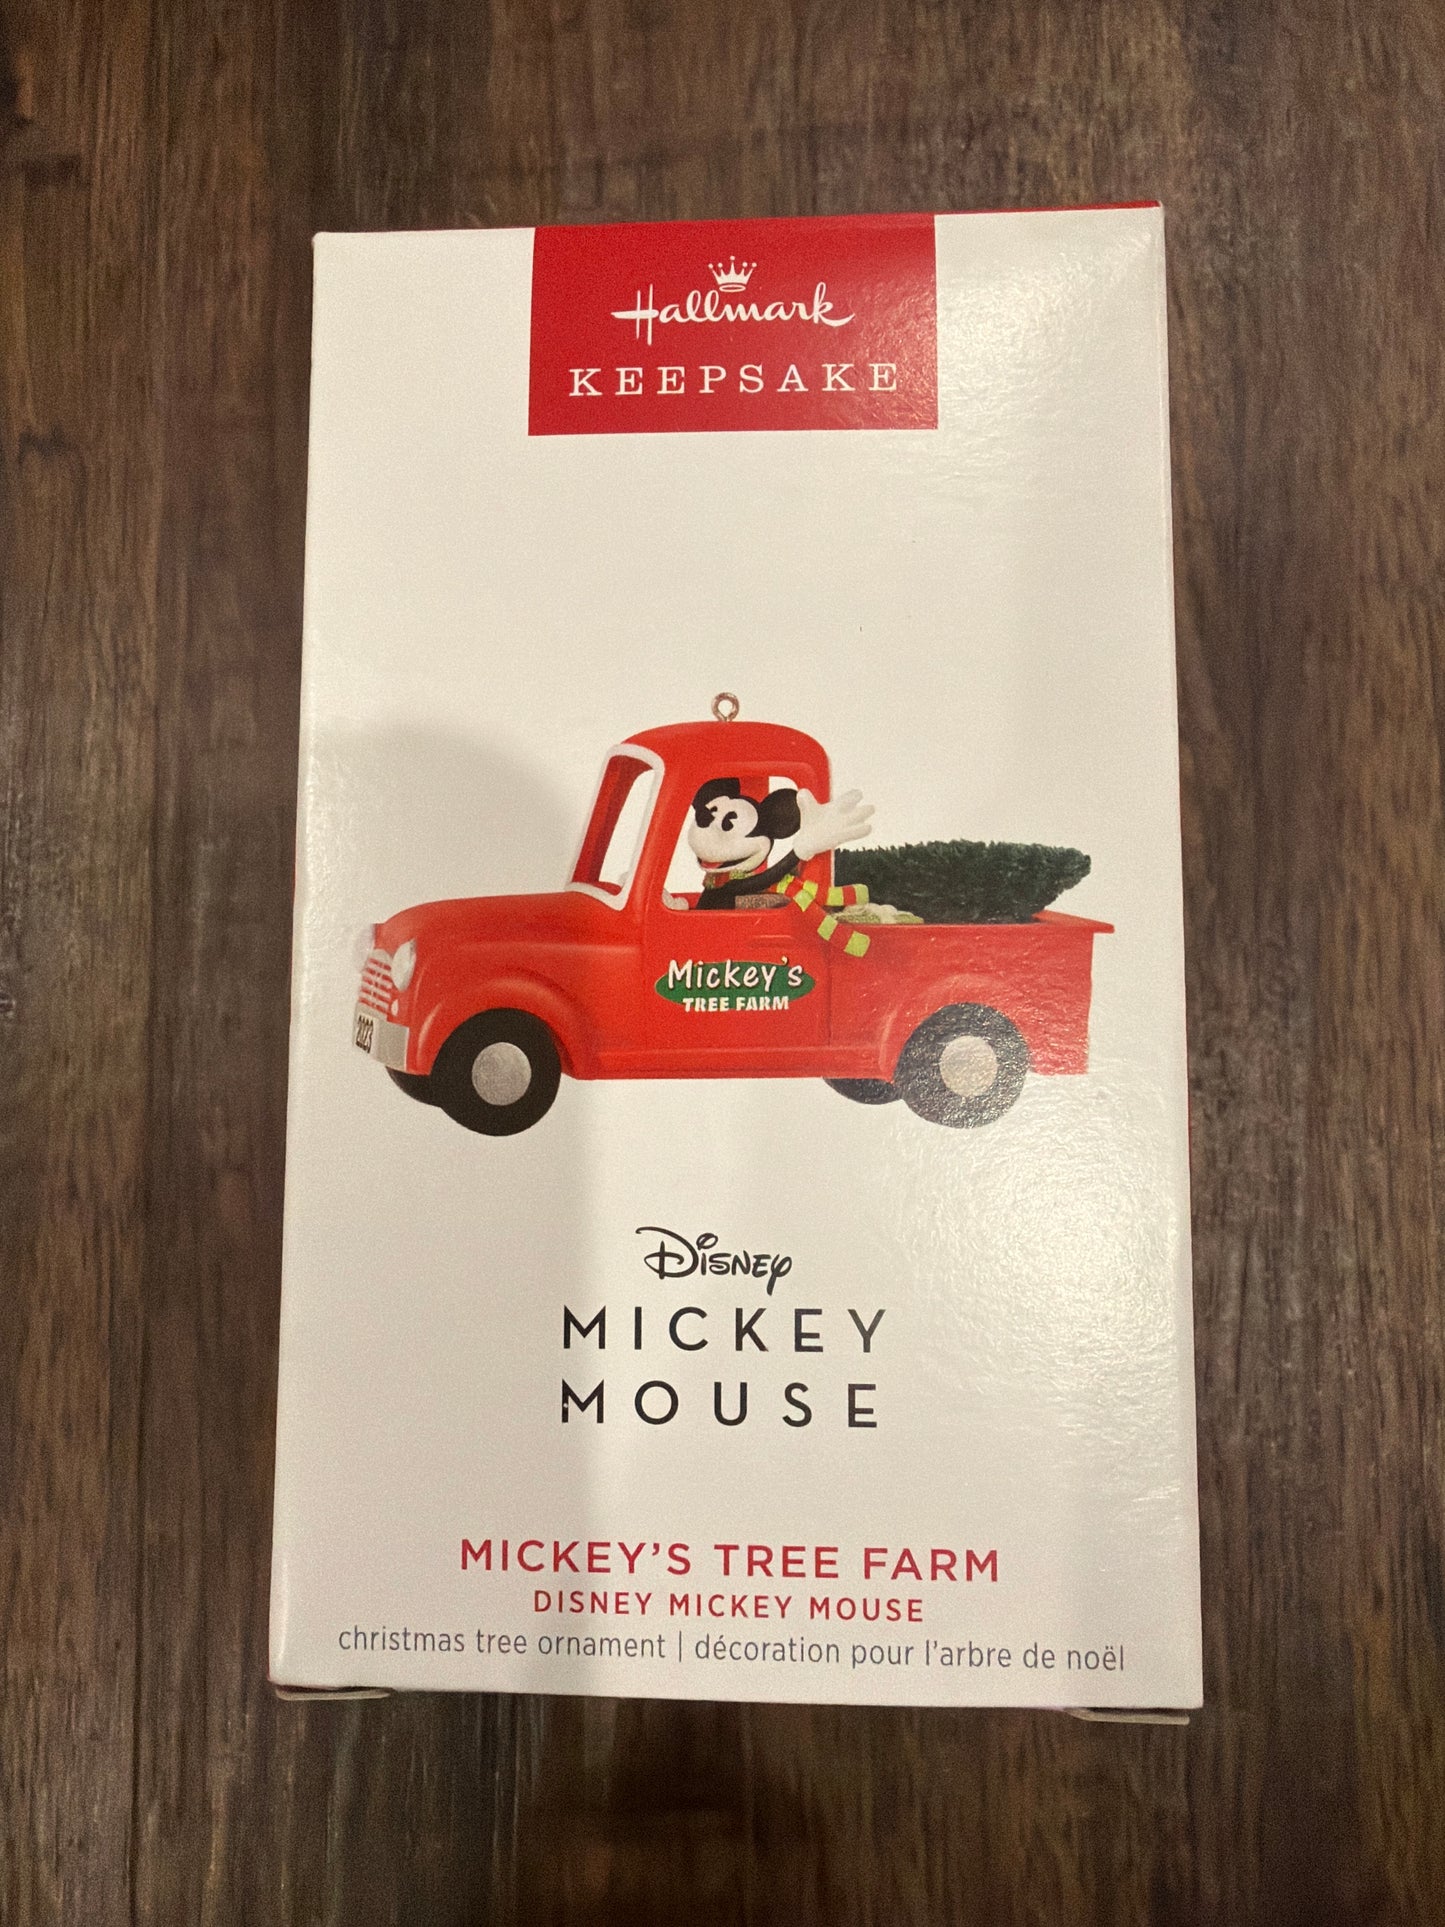 Hallmark
KEEPSAKE
Mickey's
TREE FARM
2023
Disney
MICKEY
MOUSE
MICKEY'S TREE FARM
DISNEY MICKEY MOUSE
christmas tree ornament | décoration pour l'arbre de noël